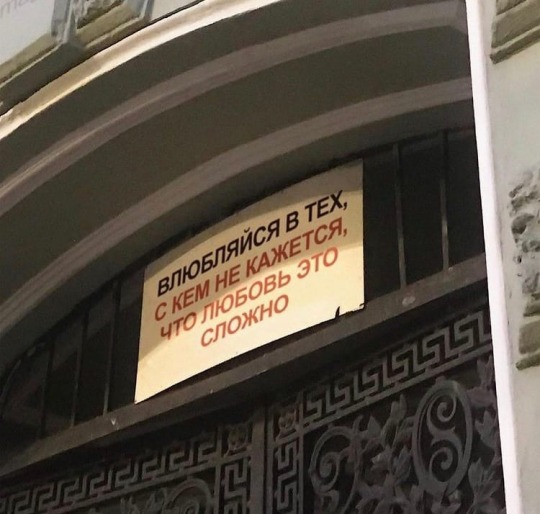 ВЛЮБЛЯЙСЯ В ТЕХ,
С КЕМ НЕ КАЖЕТСЯ,
ЧТО ЛЮБОВЬ ЭТО
СЛОЖНО